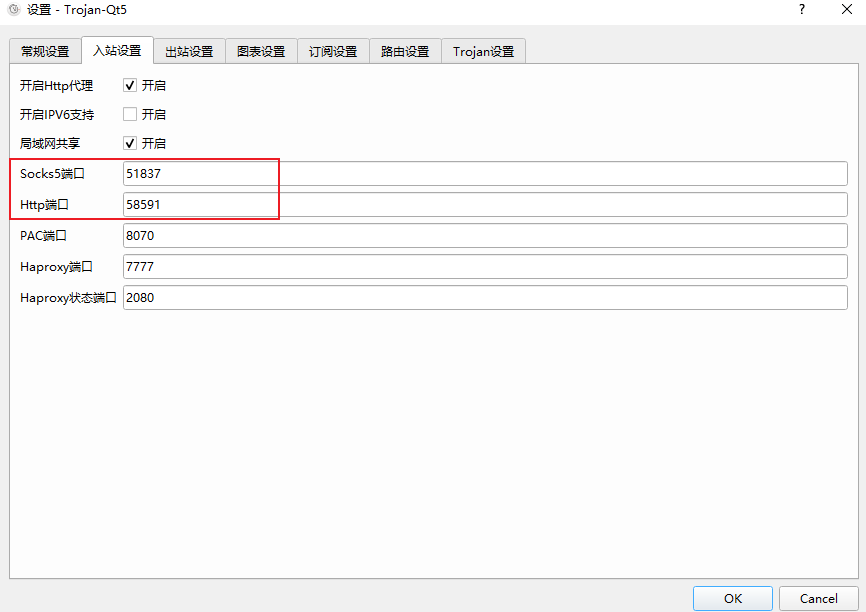 设置 - Trojan-Qt5 ?
常规设置 入站设置 出站设置 图表设置 订阅设置 路由设置 Trojan设置
开启Http代理 开启
开启IPV6支持 开启
局域网共享 开启
Socks5端口 51837
Http端口 58591
PAC端口 8070
Haproxy端口 7777
Haproxy状态端口 2080
OK Cancel